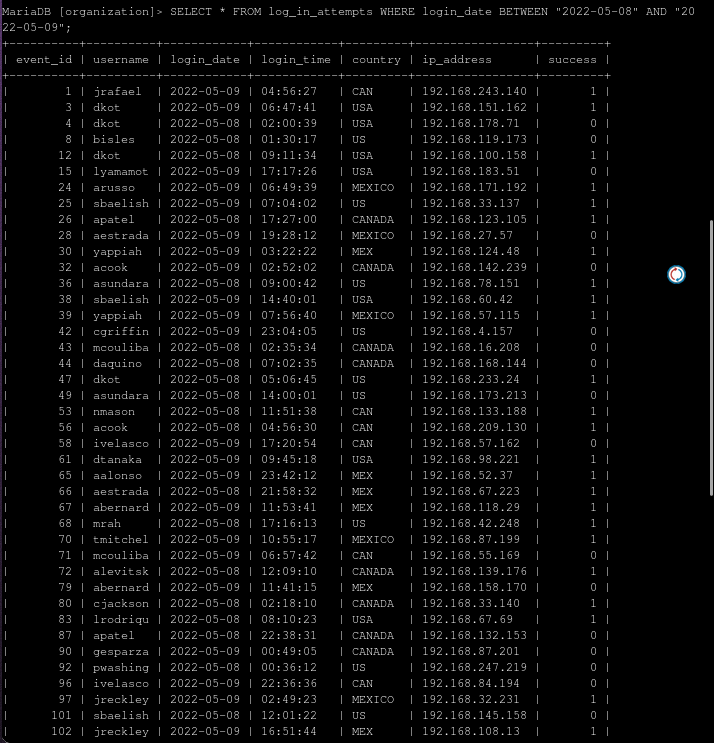 MariaDB [organization]> SELECT * FROM log_in_attempts WHERE login_date BETWEEN "2022-05-08" AND "20
22-05-09";
+----------+----------+------------+------------+---------+-----------------+---------+
| event_id | username | login_date | login_time | country | ip_address      | success |
+----------+----------+------------+------------+---------+-----------------+---------+
|        1 | jrafael  | 2022-05-09 | 04:56:27   | CAN     | 192.168.243.140 |       1 |
|        3 | dkot     | 2022-05-09 | 06:47:41   | USA     | 192.168.151.162 |       1 |
|        4 | dkot     | 2022-05-08 | 02:00:39   | USA     | 192.168.178.71  |       0 |
|        8 | bisles   | 2022-05-08 | 01:30:17   | US      | 192.168.119.173 |       0 |
|       12 | dkot     | 2022-05-08 | 09:11:34   | USA     | 192.168.100.158 |       1 |
|       15 | lyamamot | 2022-05-09 | 17:17:26   | USA     | 192.168.183.51  |       0 |
|       24 | arusso   | 2022-05-09 | 06:49:39   | MEXICO  | 192.168.171.192 |       1 |
|       25 | sbaelish | 2022-05-09 | 07:04:02   | US      | 192.168.33.137  |       1 |
|       26 | apatel   | 2022-05-08 | 17:27:00   | CANADA  | 192.168.123.105 |       1 |
|       28 | aestrada | 2022-05-09 | 19:28:12   | MEXICO  | 192.168.27.57   |       0 |
|       30 | yappiah  | 2022-05-09 | 03:22:22   | MEX     | 192.168.124.48  |       1 |
|       32 | acook    | 2022-05-09 | 02:52:02   | CANADA  | 192.168.142.239 |       0 |
|       36 | asundara | 2022-05-08 | 09:00:42   | US      | 192.168.78.151  |       1 |
|       38 | sbaelish | 2022-05-09 | 14:40:01   | USA     | 192.168.60.42   |       1 |
|       39 | yappiah  | 2022-05-09 | 07:56:40   | MEXICO  | 192.168.57.115  |       1 |
|       42 | cgriffin | 2022-05-09 | 23:04:05   | US      | 192.168.4.157   |       0 |
|       43 | mcouliba | 2022-05-08 | 02:35:34   | CANADA  | 192.168.16.208  |       0 |
|       44 | daquino  | 2022-05-08 | 07:02:35   | CANADA  | 192.168.168.144 |       0 |
|       47 | dkot     | 2022-05-08 | 05:06:45   | US      | 192.168.233.24  |       1 |
|       49 | asundara | 2022-05-08 | 14:00:01   | US      | 192.168.173.213 |       0 |
|       53 | nmason   | 2022-05-08 | 11:51:38   | CAN     | 192.168.133.188 |       1 |
|       56 | acook    | 2022-05-08 | 04:56:30   | CAN     | 192.168.209.130 |       1 |
|       58 | ivelasco | 2022-05-09 | 17:20:54   | CAN     | 192.168.57.162  |       0 |
|       61 | dtanaka  | 2022-05-09 | 09:45:18   | USA     | 192.168.98.221  |       1 |
|       65 | aalonso  | 2022-05-09 | 23:42:12   | MEX     | 192.168.52.37   |       1 |
|       66 | aestrada | 2022-05-08 | 21:58:32   | MEX     | 192.168.67.223  |       1 |
|       67 | abernard | 2022-05-09 | 11:53:41   | MEX     | 192.168.118.29  |       1 |
|       68 | mrah     | 2022-05-08 | 17:16:13   | US      | 192.168.42.248  |       1 |
|       70 | tmitchel | 2022-05-09 | 10:55:17   | MEXICO  | 192.168.87.199  |       1 |
|       71 | mcouliba | 2022-05-09 | 06:57:42   | CAN     | 192.168.55.169  |       0 |
|       72 | alevitsk | 2022-05-08 | 12:09:10   | CANADA  | 192.168.139.176 |       1 |
|       79 | abernard | 2022-05-09 | 11:41:15   | MEX     | 192.168.158.170 |       0 |
|       80 | cjackson | 2022-05-08 | 02:18:10   | CANADA  | 192.168.33.140  |       1 |
|       83 | lrodriqu | 2022-05-08 | 08:10:23   | USA     | 192.168.67.69   |       1 |
|       87 | apatel   | 2022-05-08 | 22:38:31   | CANADA  | 192.168.132.153 |       0 |
|       90 | gesparza | 2022-05-09 | 00:49:05   | CANADA  | 192.168.87.201  |       0 |
|       92 | pwashing | 2022-05-08 | 00:36:12   | US      | 192.168.247.219 |       0 |
|       96 | ivelasco | 2022-05-09 | 22:36:36   | CAN     | 192.168.84.194  |       0 |
|       97 | jreckley | 2022-05-09 | 02:49:23   | MEXICO  | 192.168.32.231  |       1 |
|      101 | sbaelish | 2022-05-08 | 12:01:22   | US      | 192.168.145.158 |       0 |
|      102 | jreckley | 2022-05-09 | 16:51:44   | MEX     | 192.168.108.13  |       1 |